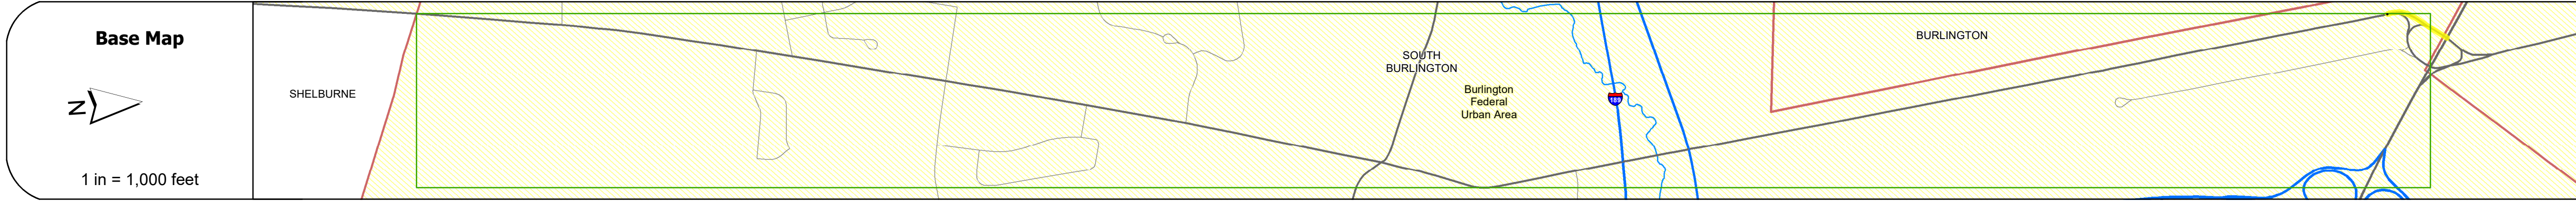 Base Map
N
1 in = 1,000 feet
SHELBURNE
SOUTH
BURLINGTON
Burlington
Federal
Urban Area
189
BURLINGTON